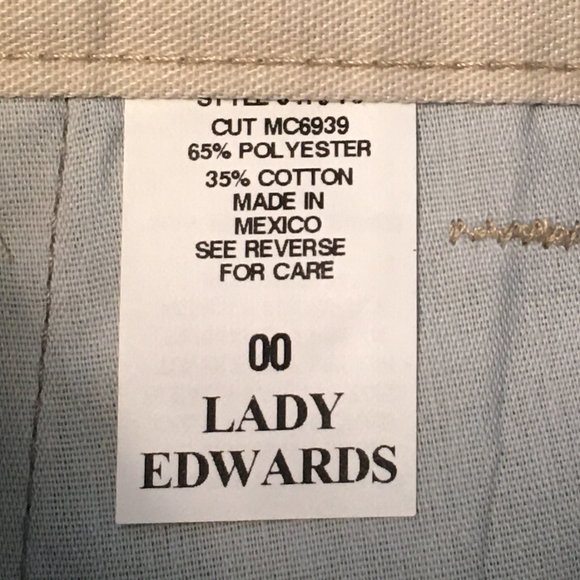 CUT MC6939
65% POLYESTER
35% COTTON
MADE IN
MEXICO
SEE REVERSE
FOR CARE
00
LADY
EDWARDS